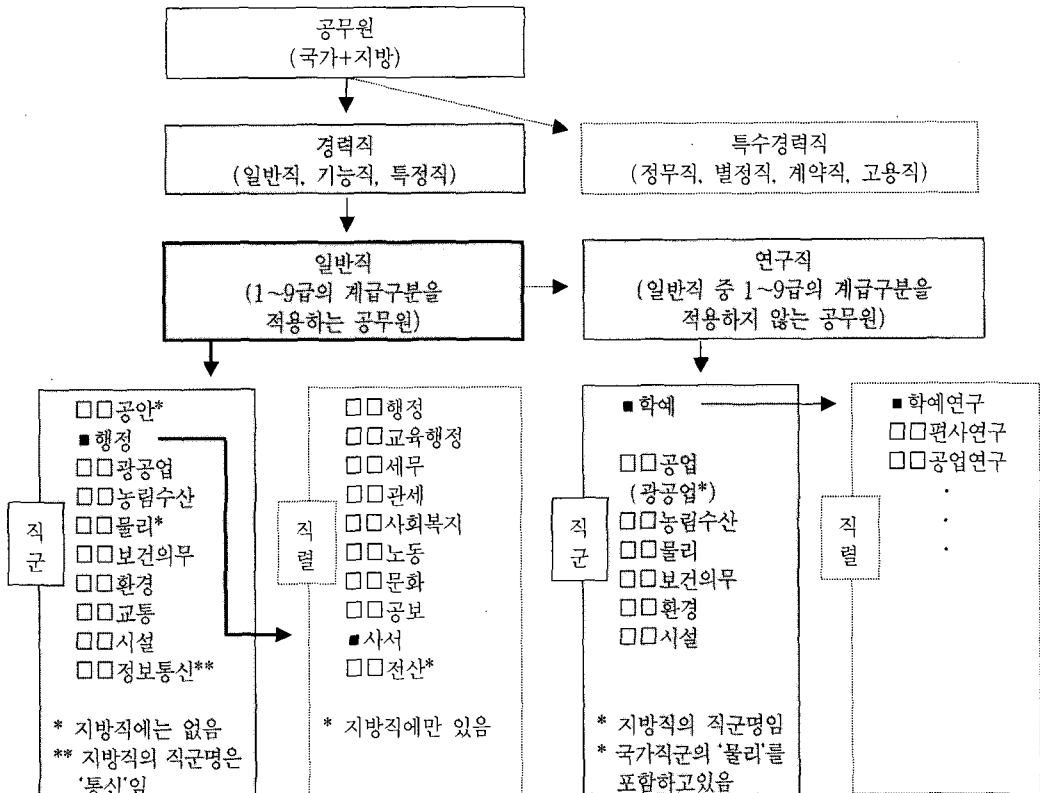 공무원
(국가+지방)
경력직
(일반직, 기능직, 특정직)
특수경력직
(정무직, 별정직, 계약직, 고용직)
일반직
(1~9급의 계급구분을
적용하는 공무원)
연구직
(일반직 중 1~9급의 계급구분을
적용하지 않는 공무원)
직군
□□공안*
■행정
□□광공업
□□농림수산
□□물리*
□□보건의무
□□환경
□□교통
□□시설
□□정보통신**
* 지방직에는 없음
** 지방직의 직군명은
'통신'임
직렬
□□행정
□□교육행정
□□세무
□□관세
□□사회복지
□□노동
□□문화
□□공보
■사서
□□전산*
* 지방직에만 있음
직군
■학예
□□공업
(광공업*)
□□농림수산
□□물리
□□보건의무
□□환경
□□시설
* 지방직의 직군명임
* 국가직군의 '물리'를
포함하고있음
직렬
■학예연구
□□편사연구
□□공업연구
·
·
·